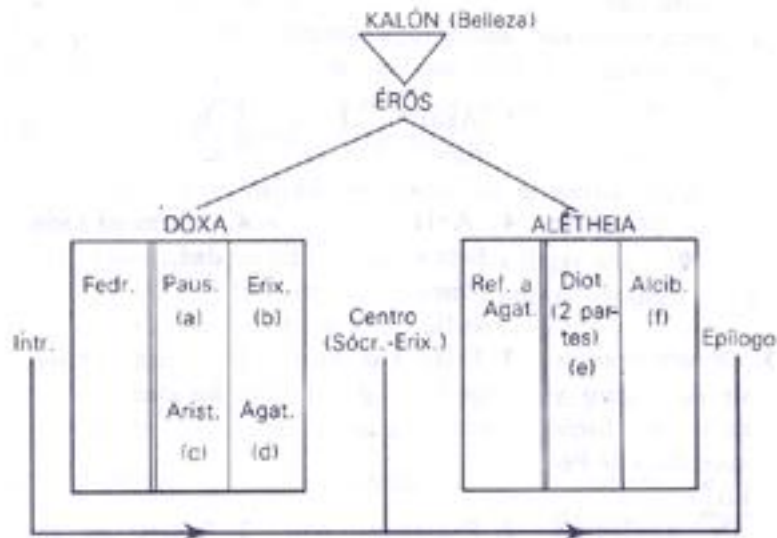 KALÓN (Belleza)
ÉRŌS
DÓXA
ALÉTHEIA
Fedr.
Paus.
(a)
Erix.
(b)
Arist.
(c)
Agat.
(d)
Intr.
Centro
(Sócr.-Erix.)
Ref. a
Agat.
Diot.
(2 par-
tes)
(e)
Alcib.
(f)
Epílogo